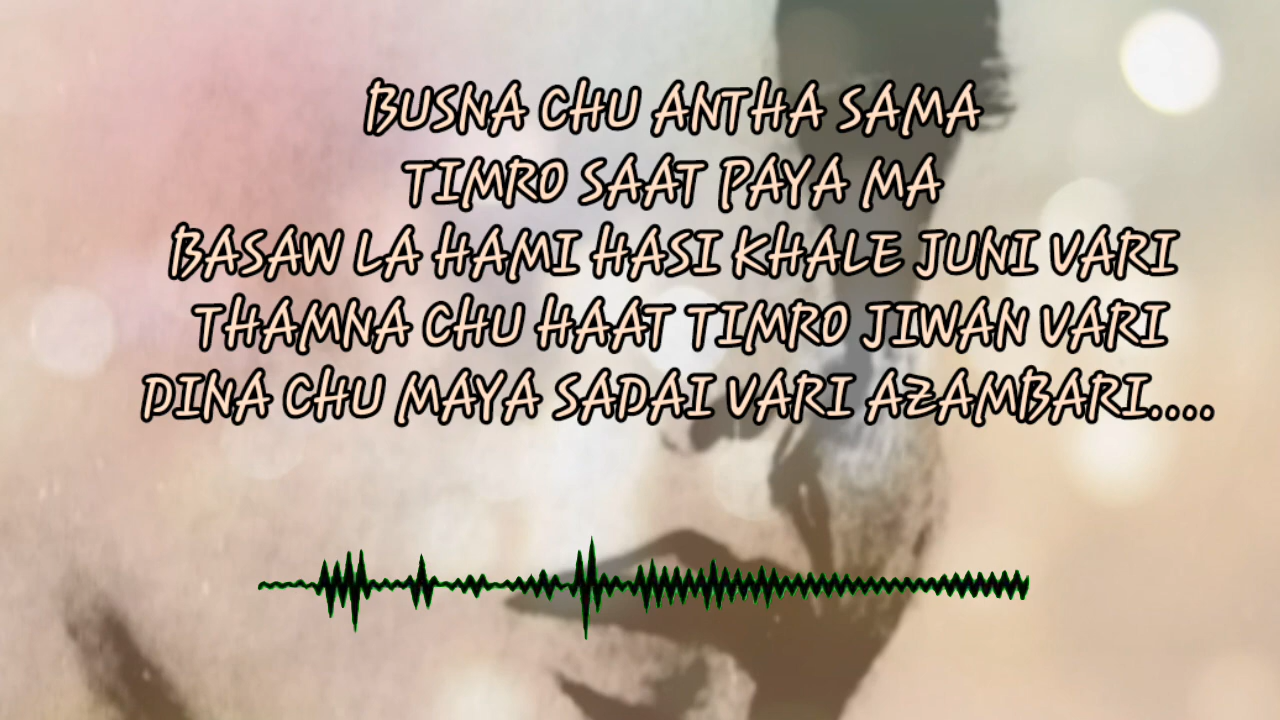 BUSNA CHU ANTHA SAMA
TIMRO SAAT PAYA MA
BASAW LA HAMI HASI KHALE JUNI VARI
THAMNA CHU HAAT TIMRO JIWAN VARI
DINA CHU MAYA SADAI VARI AZAMBARI....